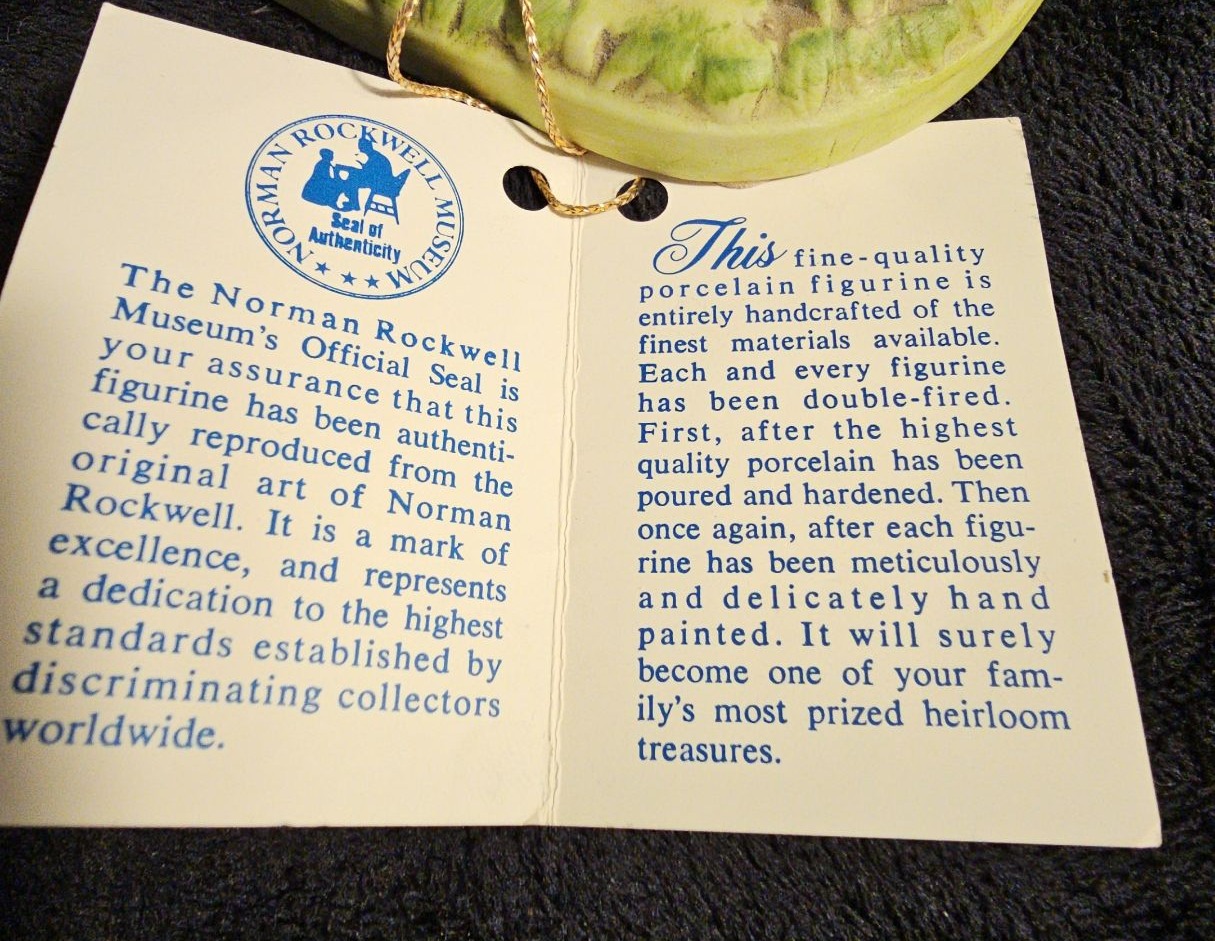 NORMAN ROCKWELL MUSEUM
Seal of
Authenticity
The Norman Rockwell
Museum's Official Seal is
your assurance that this
figurine has been authenti-
cally reproduced from the
original art of Norman
Rockwell. It is a mark of
excellence, and represents
a dedication to the highest
standards established by
discriminating collectors
worldwide.
This fine-quality
porcelain figurine is
entirely handcrafted of the
finest materials available.
Each and every figurine
has been double-fired.
First, after the highest
quality porcelain has been
poured and hardened. Then
once again, after each figu-
rine has been meticulously
and delicately hand
painted. It will surely
become one of your fam-
ily's most prized heirloom
treasures.